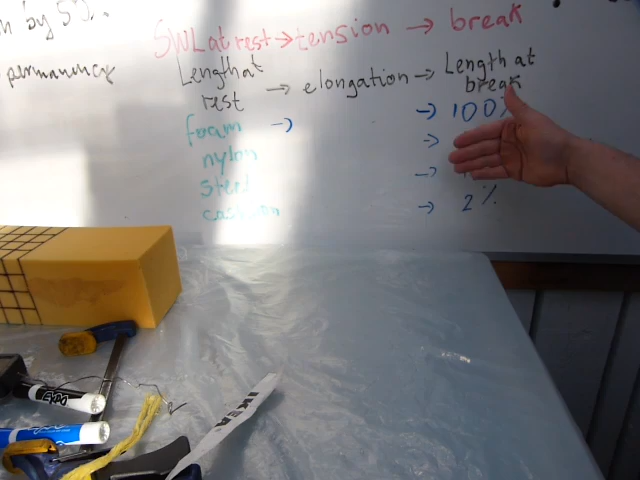 by 5%.
permanency
SWL at rest → tension → break
Length at rest → elongation → Length at break
foam → → 100%
nylon →
steel →
→ 2%
IKEA
EXPO